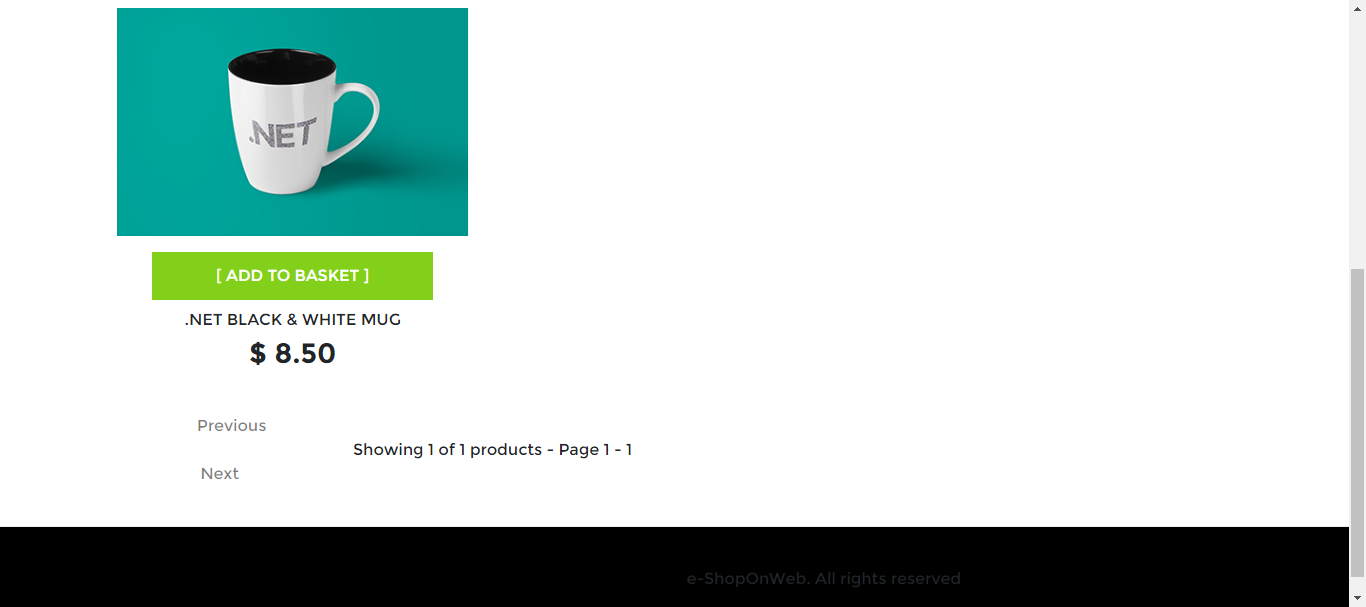 .NET
[ ADD TO BASKET ]
.NET BLACK & WHITE MUG
$ 8.50
Previous
Showing 1 of 1 products - Page 1 - 1
Next
e-ShopOnWeb. All rights reserved